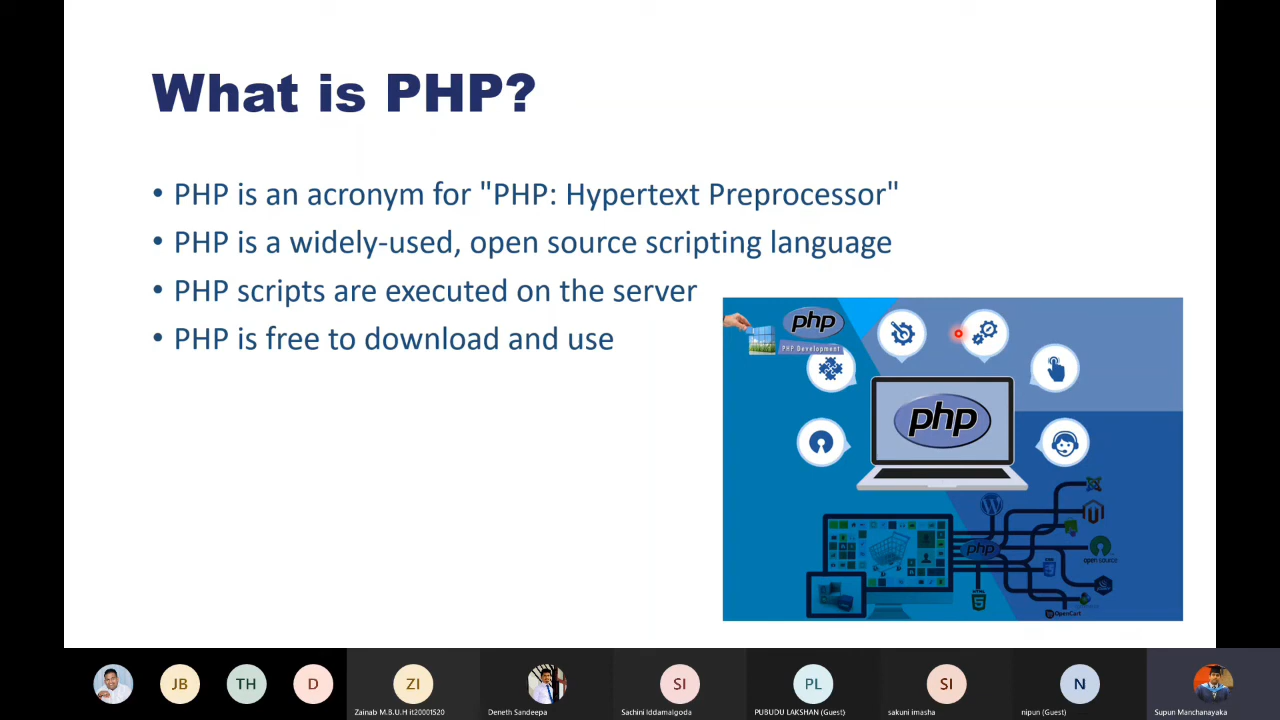 What is PHP?
• PHP is an acronym for "PHP: Hypertext Preprocessor"
• PHP is a widely-used, open source scripting language
• PHP scripts are executed on the server
• PHP is free to download and use
php
PHP Development
php
php
HTML
5
open source
OpenCart
JB
TH
D
ZI
SI
PL
SI
N
Zainab M.B.U.H it20001520
Deneth Sandeepa
Sachini Iddamalgoda
PUBUDU LAKSHAN (Guest)
sakuni imasha
nipun (Guest)
Supun Manchanayaka